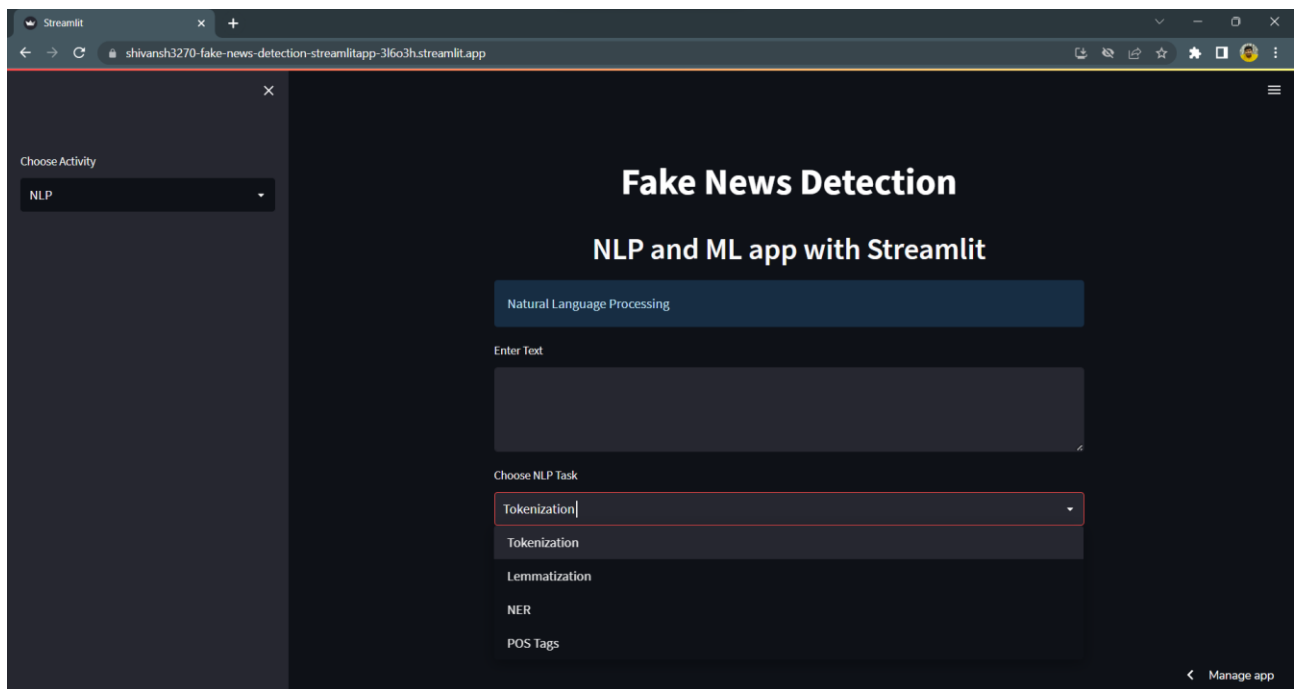 Streamlit
shivansh3270-fake-news-detection-streamlitapp-3l6o3h.streamlit.app
Choose Activity
NLP
Fake News Detection
NLP and ML app with Streamlit
Natural Language Processing
Enter Text
Choose NLP Task
Tokenization
Tokenization
Lemmatization
NER
POS Tags
Manage app